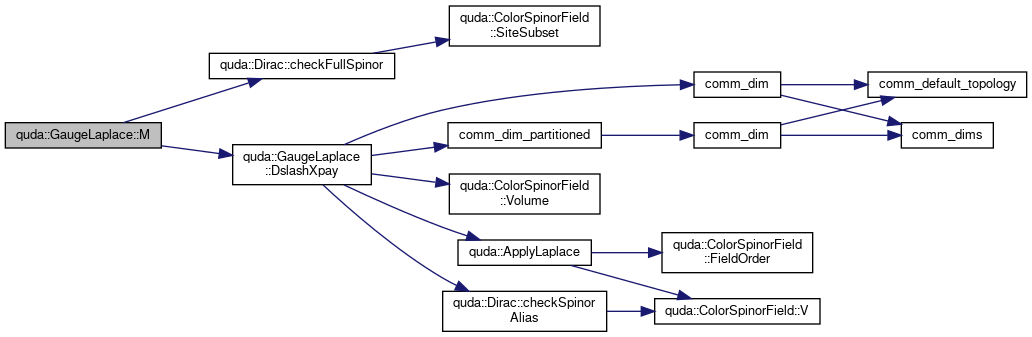 quda::GaugeLaplace::M
quda::Dirac::checkFullSpinor
quda::ColorSpinorField
::SiteSubset
quda::GaugeLaplace
::DslashXpay
comm_dim
comm_default_topology
comm_dims
comm_dim_partitioned
comm_dim
quda::ColorSpinorField
::Volume
quda::ApplyLaplace
quda::ColorSpinorField
::FieldOrder
quda::Dirac::checkSpinor
Alias
quda::ColorSpinorField::V